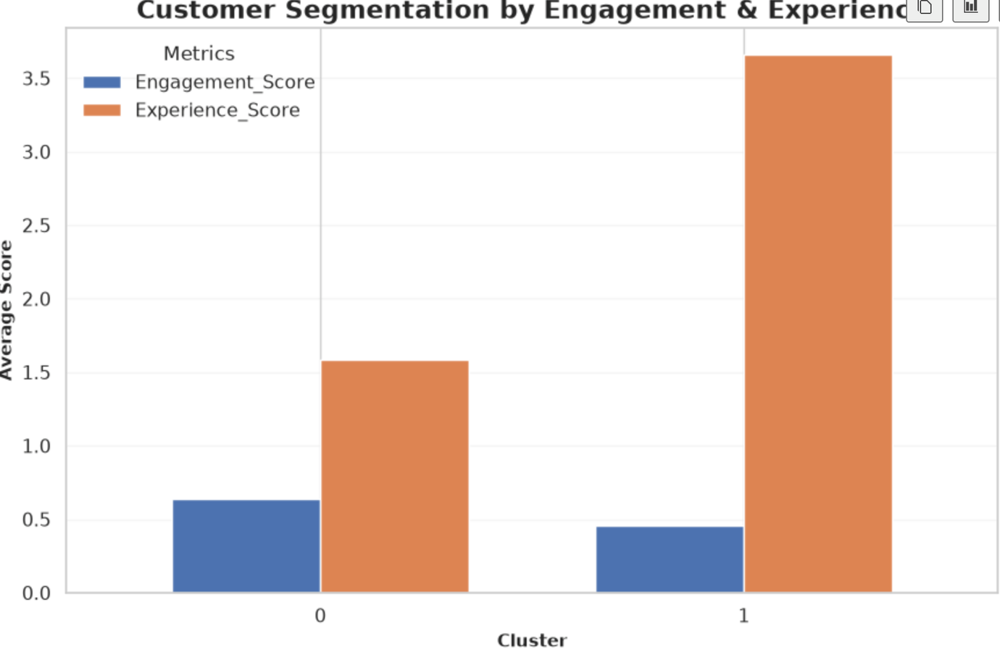 Customer Segmentation by Engagement & Experienc
Metrics
Engagement_Score
Experience_Score
3.5
3.0
2.5
2.0
1.5
1.0
0.5
0.0
Average Score
0
1
Cluster